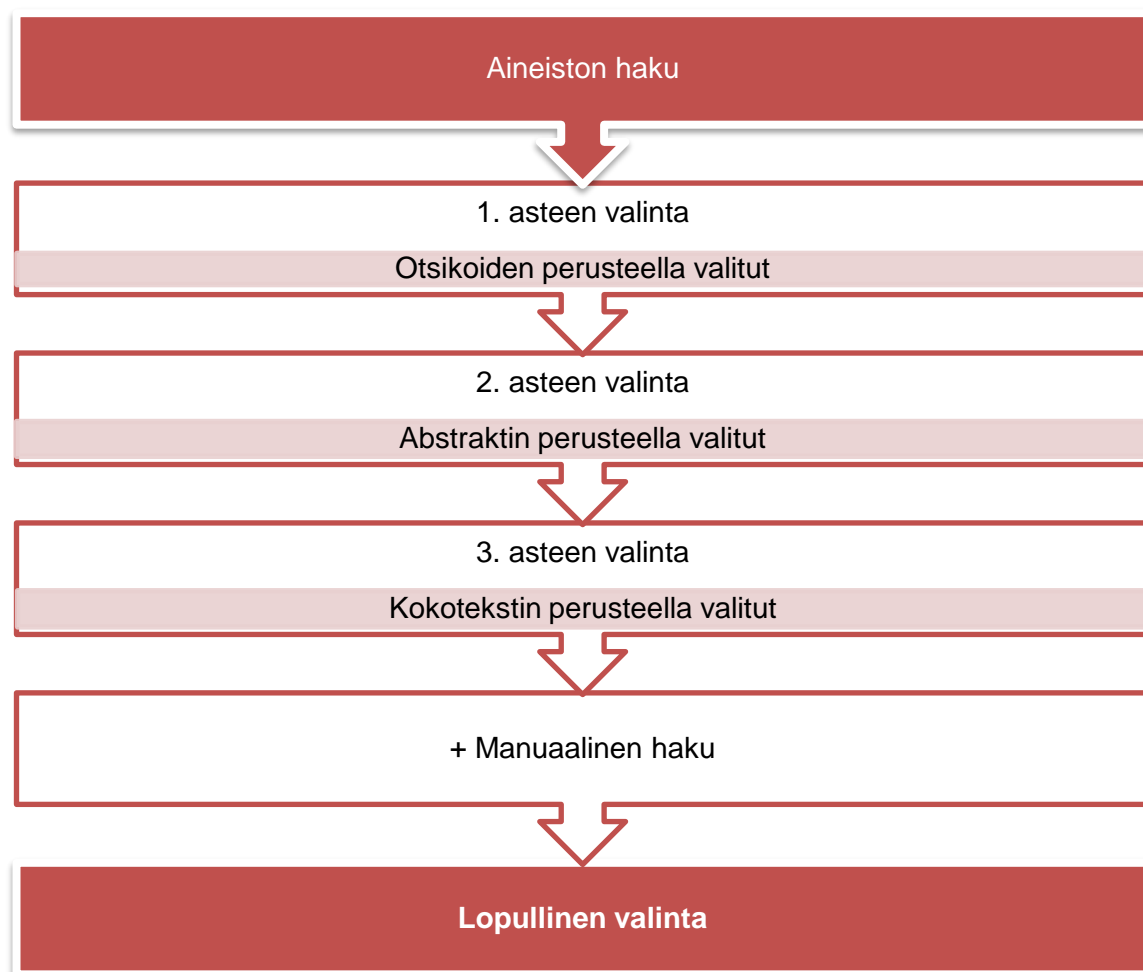 Aineiston haku
1. asteen valinta
Otsikoiden perusteella valitut
2. asteen valinta
Abstraktin perusteella valitut
3. asteen valinta
Kokotekstin perusteella valitut
+ Manuaalinen haku
Lopullinen valinta